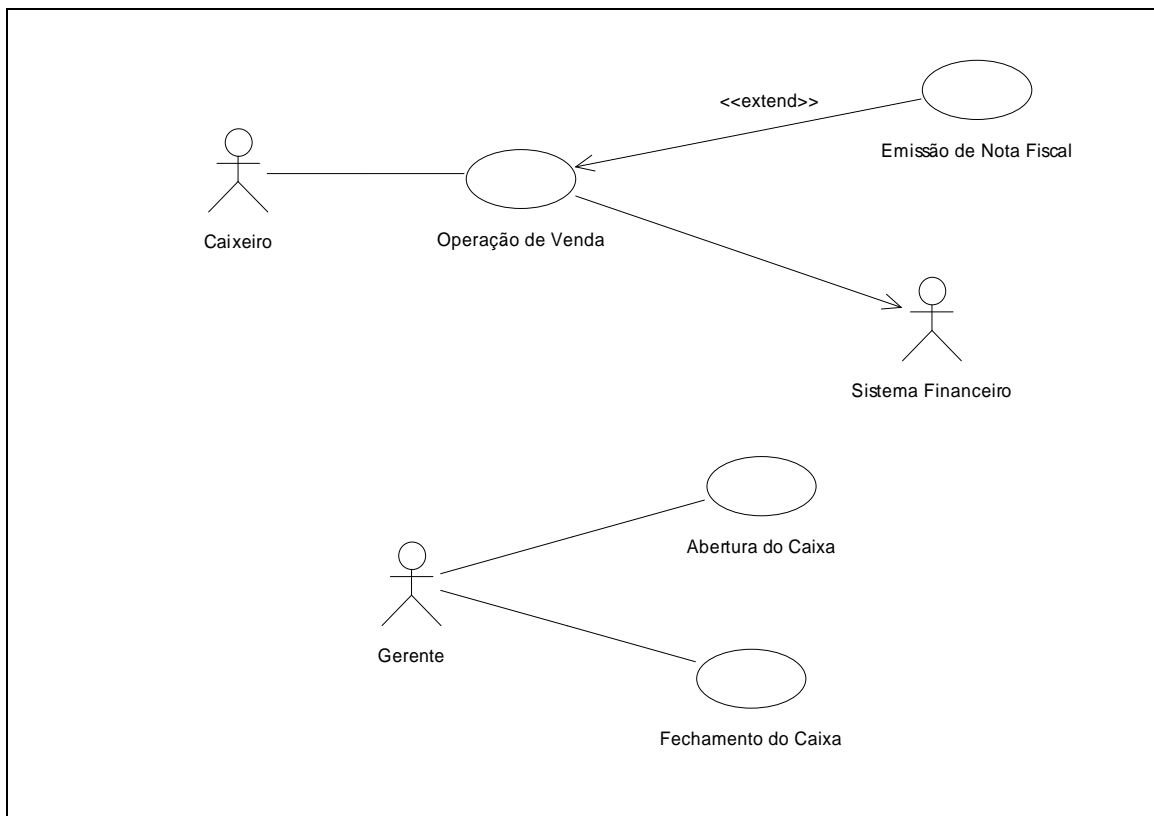 <<extend>>
Emissão de Nota Fiscal
Caixeiro
Operação de Venda
Sistema Financeiro
Abertura do Caixa
Gerente
Fechamento do Caixa